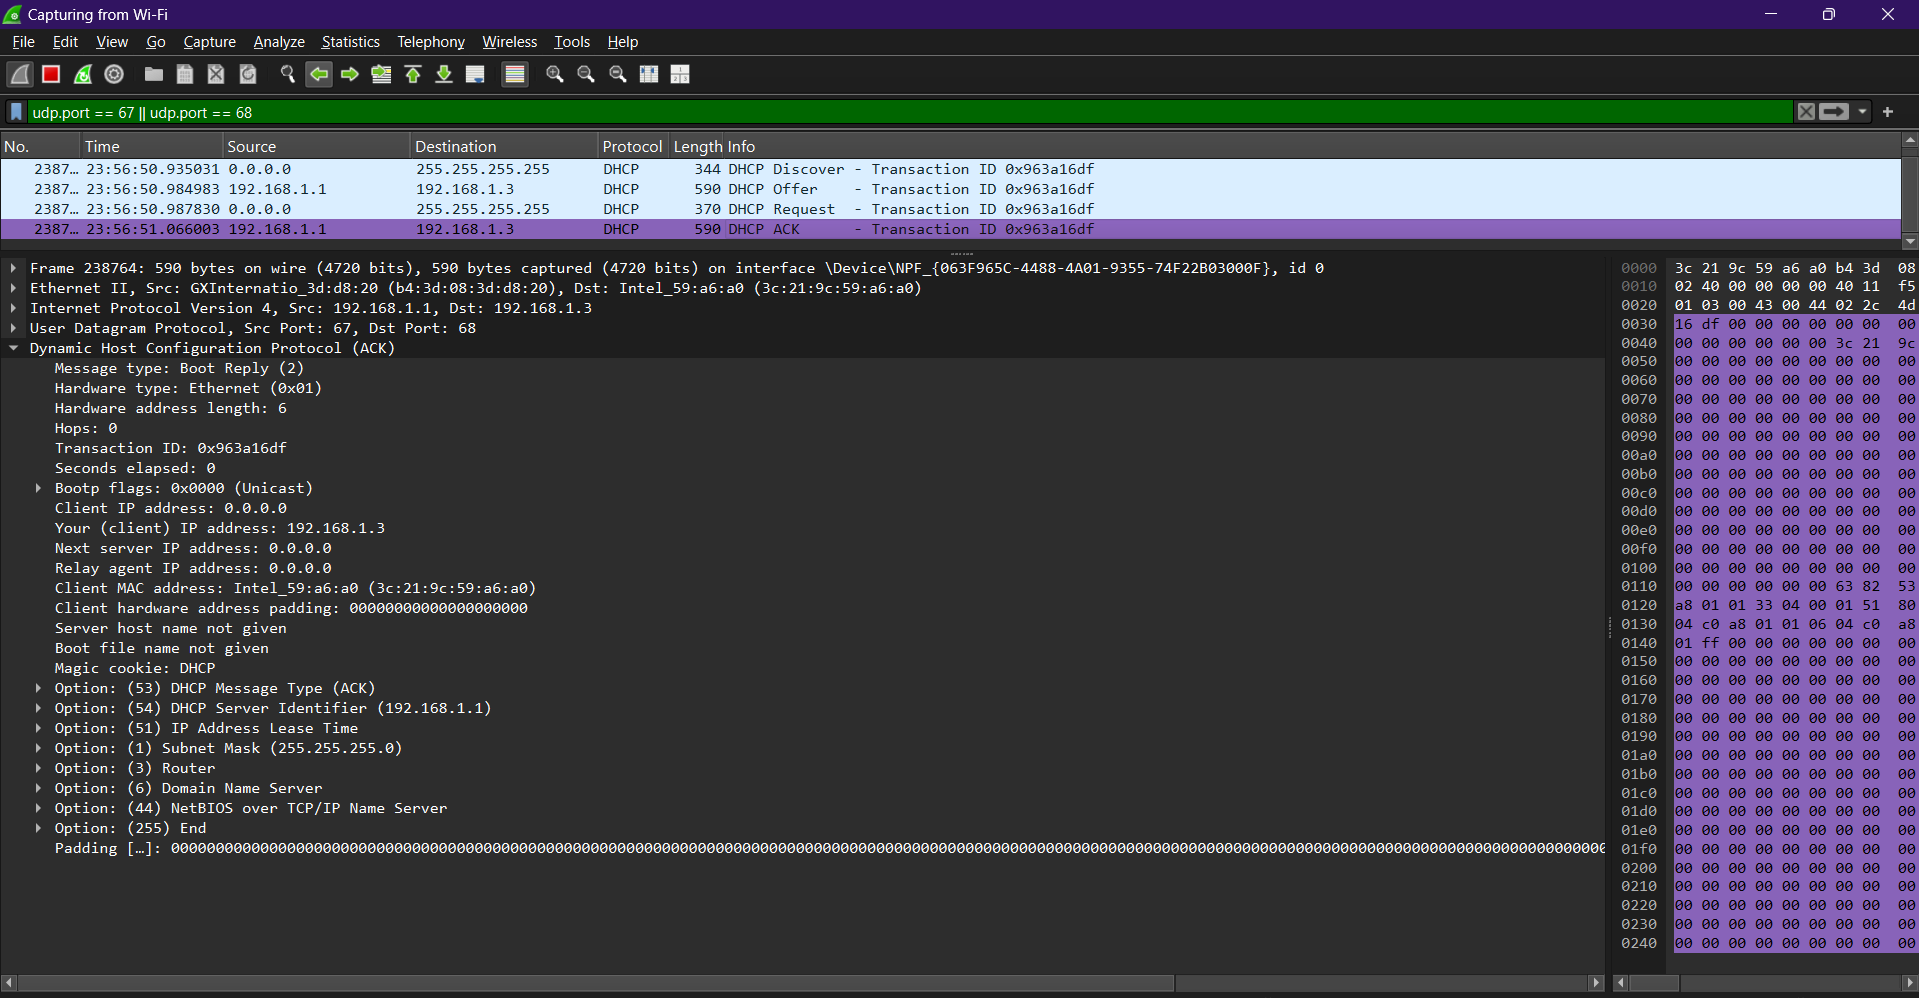 Capturing from Wi-Fi
File Edit View Go Capture Analyze Statistics Telephony Wireless Tools Help
udp.port == 67 || udp.port == 68
No. Time Source Destination Protocol Length Info
2387… 23:56:50.935031 0.0.0.0 255.255.255.255 DHCP 344 DHCP Discover - Transaction ID 0x963a16df
2387… 23:56:50.984983 192.168.1.1 192.168.1.3 DHCP 590 DHCP Offer - Transaction ID 0x963a16df
2387… 23:56:50.987830 0.0.0.0 255.255.255.255 DHCP 370 DHCP Request - Transaction ID 0x963a16df
2387… 23:56:51.066003 192.168.1.1 192.168.1.3 DHCP 590 DHCP ACK - Transaction ID 0x963a16df
Frame 238764: 590 bytes on wire (4720 bits), 590 bytes captured (4720 bits) on interface \Device\NPF_{063F965C-4488-4A01-9355-74F22B03000F}, id 0
Ethernet II, Src: GXInternatio_3d:d8:20 (b4:3d:08:3d:d8:20), Dst: Intel_59:a6:a0 (3c:21:9c:59:a6:a0)
Internet Protocol Version 4, Src: 192.168.1.1, Dst: 192.168.1.3
User Datagram Protocol, Src Port: 67, Dst Port: 68
Dynamic Host Configuration Protocol (ACK)
Message type: Boot Reply (2)
Hardware type: Ethernet (0x01)
Hardware address length: 6
Hops: 0
Transaction ID: 0x963a16df
Seconds elapsed: 0
Bootp flags: 0x0000 (Unicast)
Client IP address: 0.0.0.0
Your (client) IP address: 192.168.1.3
Next server IP address: 0.0.0.0
Relay agent IP address: 0.0.0.0
Client MAC address: Intel_59:a6:a0 (3c:21:9c:59:a6:a0)
Client hardware address padding: 00000000000000000000
Server host name not given
Boot file name not given
Magic cookie: DHCP
Option: (53) DHCP Message Type (ACK)
Option: (54) DHCP Server Identifier (192.168.1.1)
Option: (51) IP Address Lease Time
Option: (1) Subnet Mask (255.255.255.0)
Option: (3) Router
Option: (6) Domain Name Server
Option: (44) NetBIOS over TCP/IP Name Server
Option: (255) End
Padding […]:
0000 3c 21 9c 59 a6 a0 b4 3d 08
0010 02 40 00 00 00 00 40 11 f5
0020 01 03 00 43 00 44 02 2c 4d
0030 16 df 00 00 00 00 00 00 00
0040 00 00 00 00 00 00 3c 21 9c
0050 00 00 00 00 00 00 00 00 00
0060 00 00 00 00 00 00 00 00 00
0070 00 00 00 00 00 00 00 00 00
0080 00 00 00 00 00 00 00 00 00
0090 00 00 00 00 00 00 00 00 00
00a0 00 00 00 00 00 00 00 00 00
00b0 00 00 00 00 00 00 00 00 00
00c0 00 00 00 00 00 00 00 00 00
00d0 00 00 00 00 00 00 00 00 00
00e0 00 00 00 00 00 00 00 00 00
00f0 00 00 00 00 00 00 00 00 00
0100 00 00 00 00 00 00 00 00 00
0110 00 00 00 00 00 00 63 82 53
0120 a8 01 01 33 04 00 01 51 80
0130 04 c0 a8 01 01 06 04 c0 a8
0140 01 ff 00 00 00 00 00 00 00
0150 00 00 00 00 00 00 00 00 00
0160 00 00 00 00 00 00 00 00 00
0170 00 00 00 00 00 00 00 00 00
0180 00 00 00 00 00 00 00 00 00
0190 00 00 00 00 00 00 00 00 00
01a0 00 00 00 00 00 00 00 00 00
01b0 00 00 00 00 00 00 00 00 00
01c0 00 00 00 00 00 00 00 00 00
01d0 00 00 00 00 00 00 00 00 00
01e0 00 00 00 00 00 00 00 00 00
01f0 00 00 00 00 00 00 00 00 00
0200 00 00 00 00 00 00 00 00 00
0210 00 00 00 00 00 00 00 00 00
0220 00 00 00 00 00 00 00 00 00
0230 00 00 00 00 00 00 00 00 00
0240 00 00 00 00 00 00 00 00 00